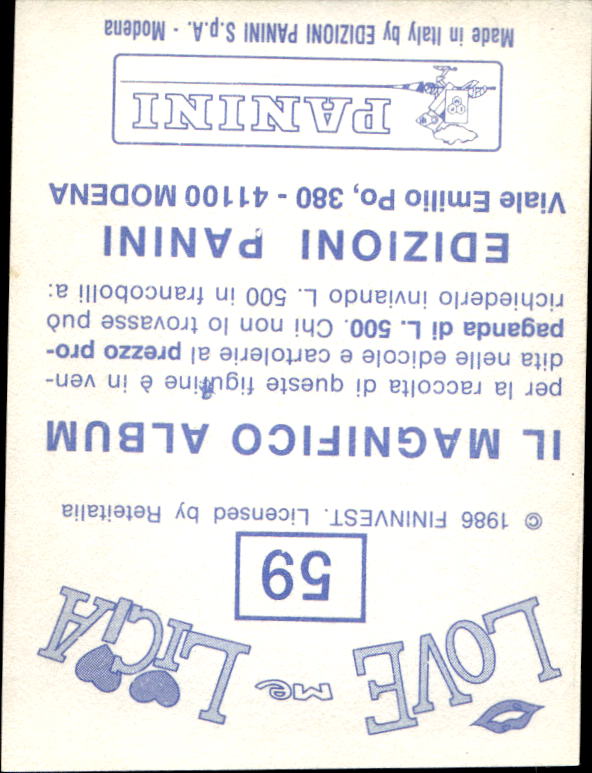 LOVE me LICIA
59
© 1986 FININVEST. Licensed by Reteitalia
IL MAGNIFICO ALBUM
per la raccolta di queste figurine è in ven-
dita nelle edicole e cartolerie al prezzo pro-
paganda di L. 500. Chi non lo trovasse può
richiederlo inviando L. 500 in francobolli a:
EDIZIONI PANINI
Viale Emilio Po, 380 - 41100 MODENA
PANINI
Made in Italy by EDIZIONI PANINI S.p.A. - Modena